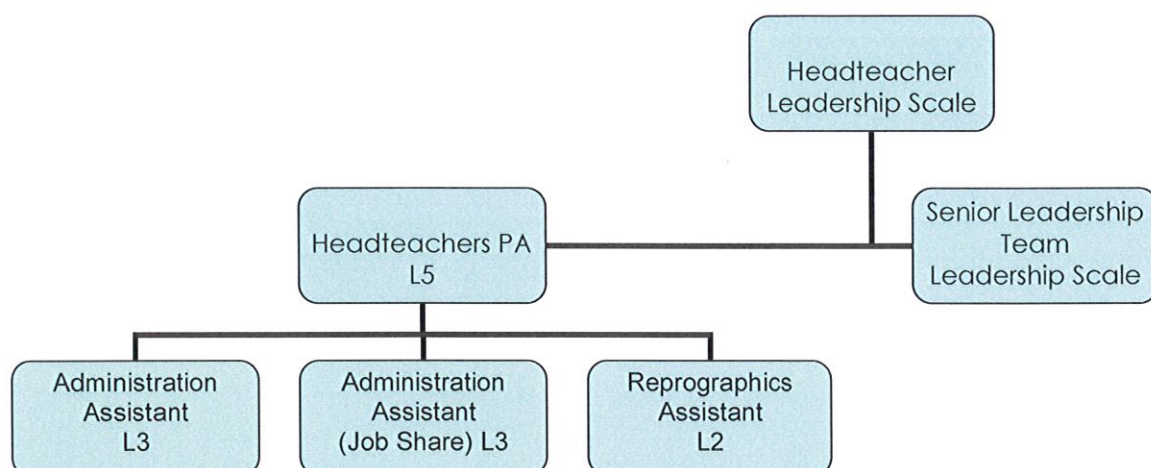 Headteacher
Leadership Scale
Headteachers PA
L5
Senior Leadership
Team
Leadership Scale
Administration
Assistant
L3
Administration
Assistant
(Job Share) L3
Reprographics
Assistant
L2